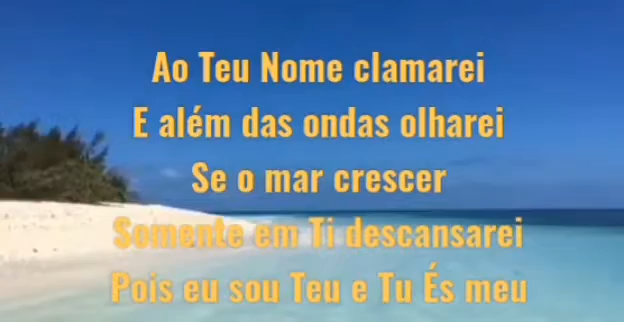 Ao Teu Nome clamarei
E além das ondas olharei
Se o mar crescer
Somente em Ti descansarei
Pois eu sou Teu e Tu És meu